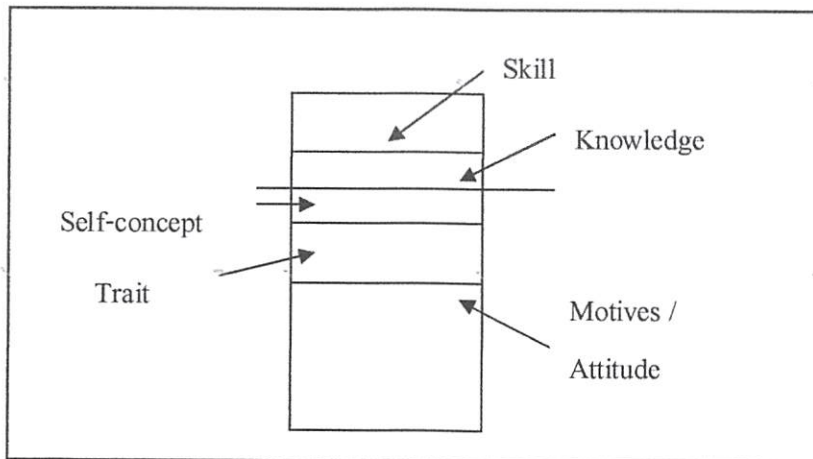 Skill
Knowledge
Self-concept
Trait
Motives /
Attitude